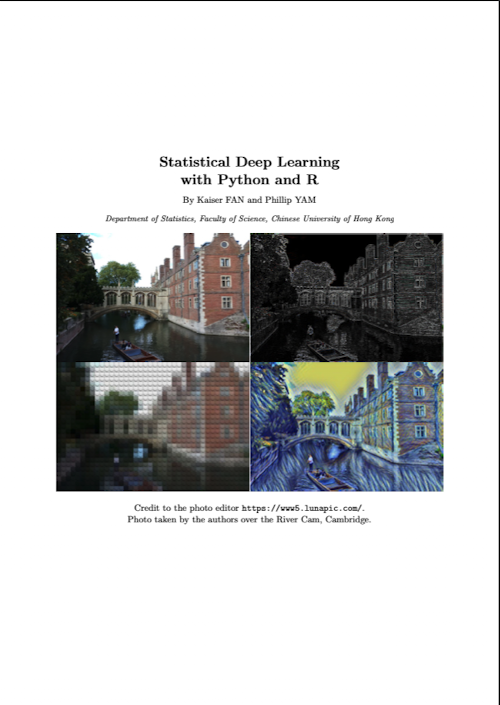 Statistical Deep Learning
with Python and R
By Kaiser FAN and Phillip YAM
Department of Statistics, Faculty of Science, Chinese University of Hong Kong
Credit to the photo editor https://www5.lunapic.com/.
Photo taken by the authors over the River Cam, Cambridge.